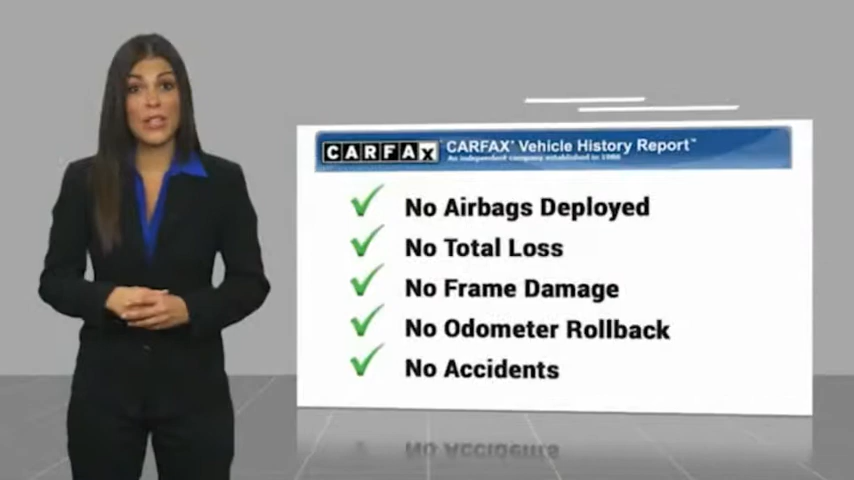 CARFAX CARFAX® Vehicle History Report™
An independent company established in 1986
No Airbags Deployed
No Total Loss
No Frame Damage
No Odometer Rollback
No Accidents